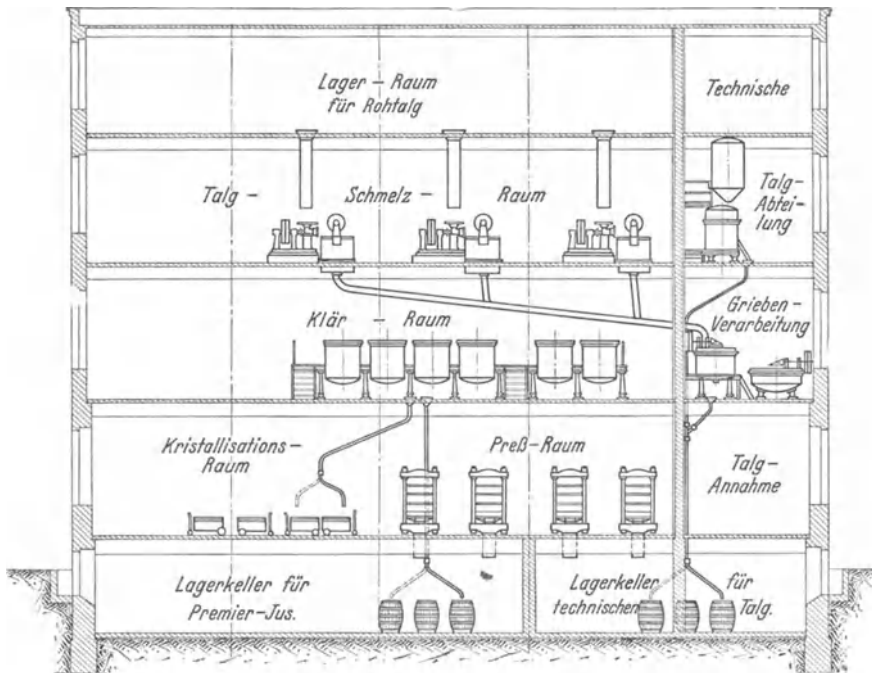 Lager – Raum
für Rohtalg
Technische
Talg –
Schmelz –
Raum
Talg-
Abtei-
lung
Klär – Raum
Grieben-
Verarbeitung
Kristallisations-
Raum
Preß-Raum
Talg-
Annahme
Lagerkeller für
Premier-Jus.
Lagerkeller für
technischen Talg.